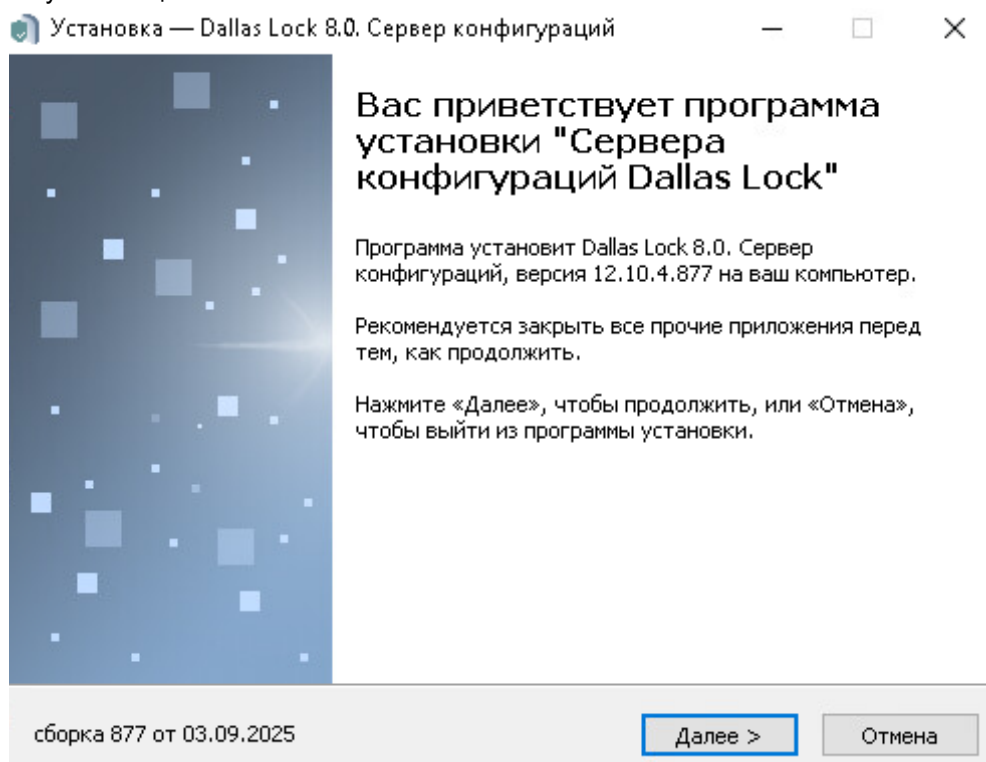 Установка — Dallas Lock 8.0. Сервер конфигураций
Вас приветствует программа
установки "Сервера
конфигураций Dallas Lock"
Программа установит Dallas Lock 8.0. Сервер
конфигураций, версия 12.10.4.877 на ваш компьютер.
Рекомендуется закрыть все прочие приложения перед
тем, как продолжить.
Нажмите «Далее», чтобы продолжить, или «Отмена»,
чтобы выйти из программы установки.
сборка 877 от 03.09.2025
Далее >
Отмена